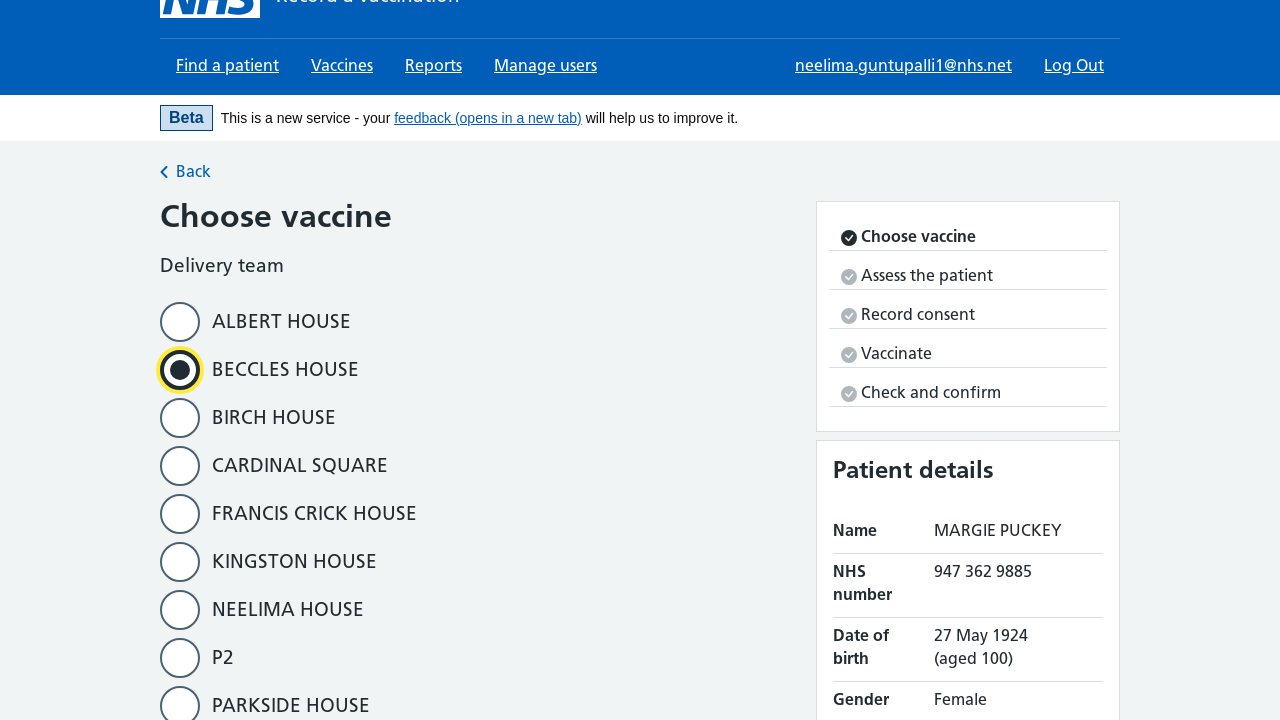 NHS Record a vaccination
Find a patient Vaccines Reports Manage users neelima.guntupalli1@nhs.net Log Out
Beta This is a new service - your feedback (opens in a new tab) will help us to improve it.
Back
Choose vaccine
Delivery team
ALBERT HOUSE
BECCLES HOUSE
BIRCH HOUSE
CARDINAL SQUARE
FRANCIS CRICK HOUSE
KINGSTON HOUSE
NEELIMA HOUSE
P2
PARKSIDE HOUSE
Choose vaccine
Assess the patient
Record consent
Vaccinate
Check and confirm
Patient details
Name MARGIE PUCKEY
NHS number 947 362 9885
Date of birth 27 May 1924 (aged 100)
Gender Female